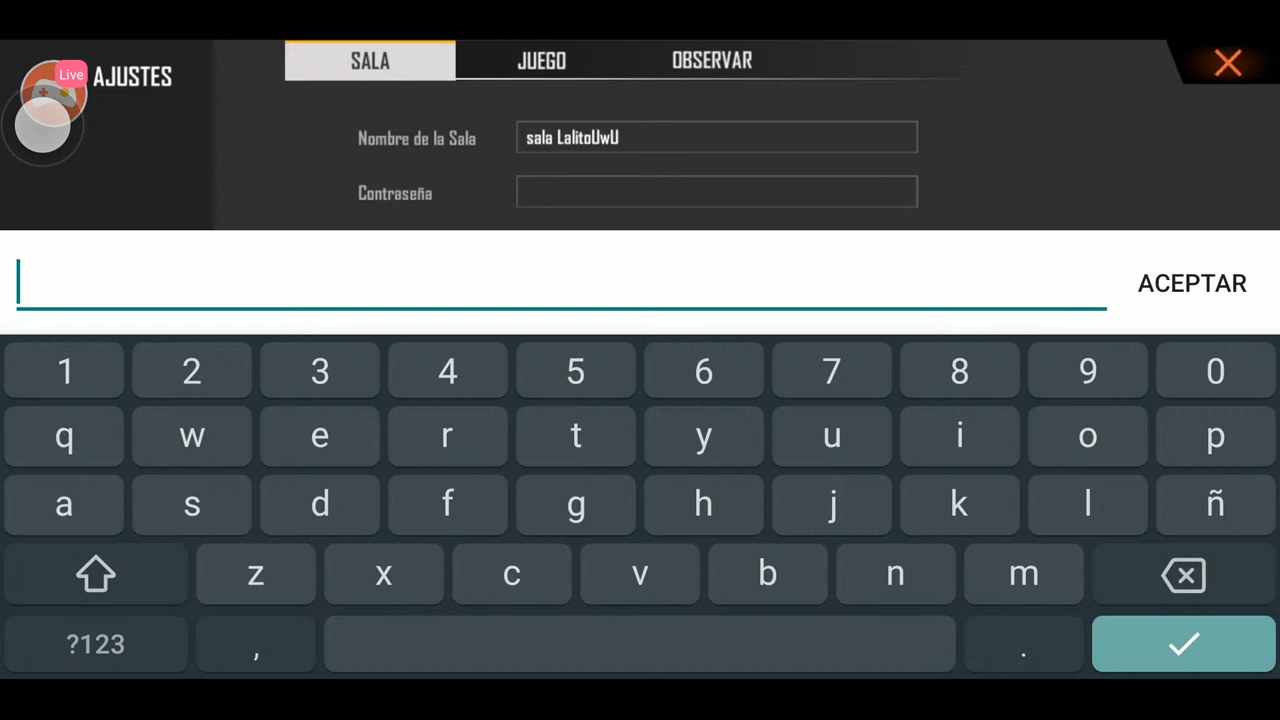 Live
AJUSTES
SALA JUEGO OBSERVAR
Nombre de la Sala sala LalitoUwU
Contraseña
ACEPTAR
1 2 3 4 5 6 7 8 9 0
q w e r t y u i o p
a s d f g h j k l ñ
z x c v b n m
?123 , .